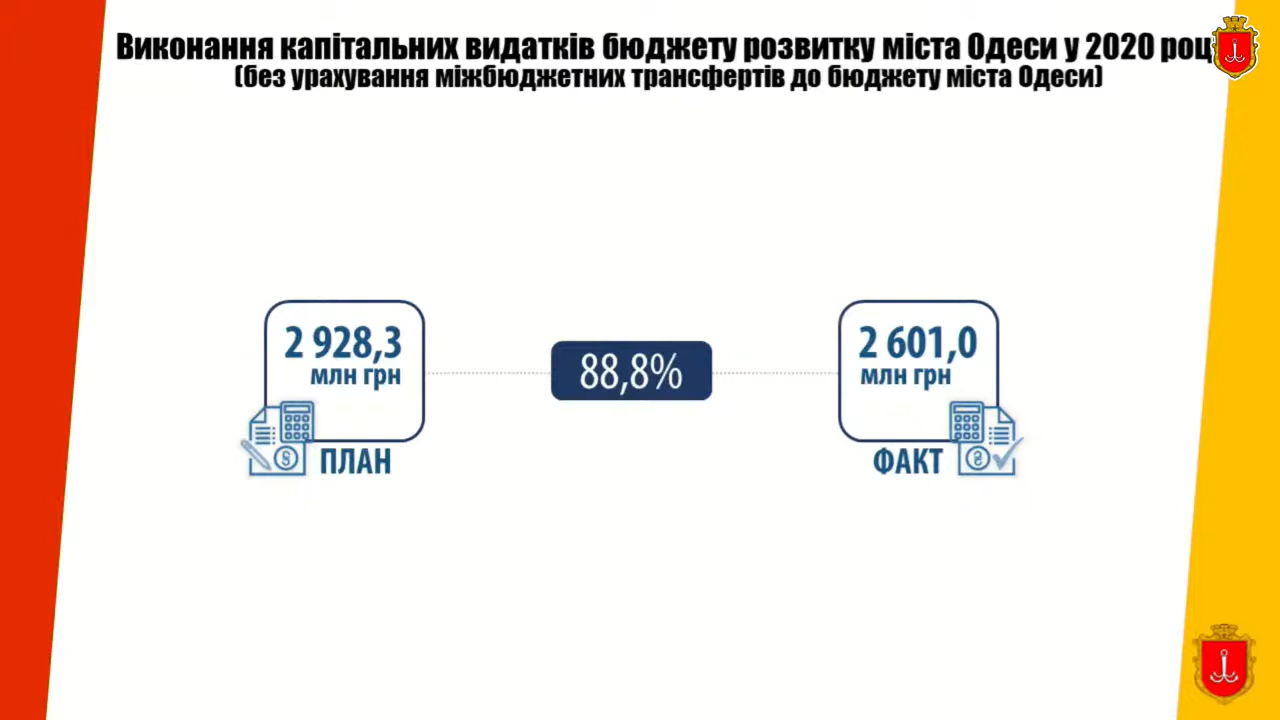 Виконання капітальних видатків бюджету розвитку міста Одеси у 2020 роц
(без урахування міжбюджетних трансфертів до бюджету міста Одеси)
2 928,3
млн грн
ПЛАН
88,8%
2 601,0
млн грн
ФАКТ